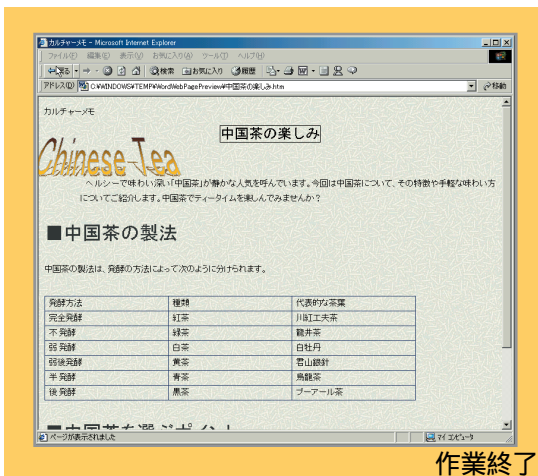 カルチャーメモ - Microsoft Internet Explorer
ファイル(F) 編集(E) 表示(V) お気に入り(A) ツール(T) ヘルプ(H)
戻る 検索 お気に入り 履歴
アドレス(D) C:¥WINDOWS¥TEMP¥WordWebPagePreview¥中国茶の楽しみ.htm 移動
カルチャーメモ
中国茶の楽しみ
Chinese-Tea
ヘルシーで味わい深い「中国茶」が静かな人気を呼んでいます。今回は中国茶について、その特徴や手軽な味わい方
についてご紹介します。中国茶でティータイムを楽しんでみませんか？
■中国茶の製法
中国茶の製法は、発酵の方法によって次のように分けられます。
発酵方法 種類 代表的な茶葉
完全発酵 紅茶 川紅工夫茶
不発酵 緑茶 龍井茶
弱発酵 白茶 白牡丹
弱後発酵 黄茶 君山銀針
半発酵 青茶 烏龍茶
後発酵 黒茶 プーアール茶
■中国茶を選ぶポイント
ページが表示されました マイ コンピュータ
作業終了